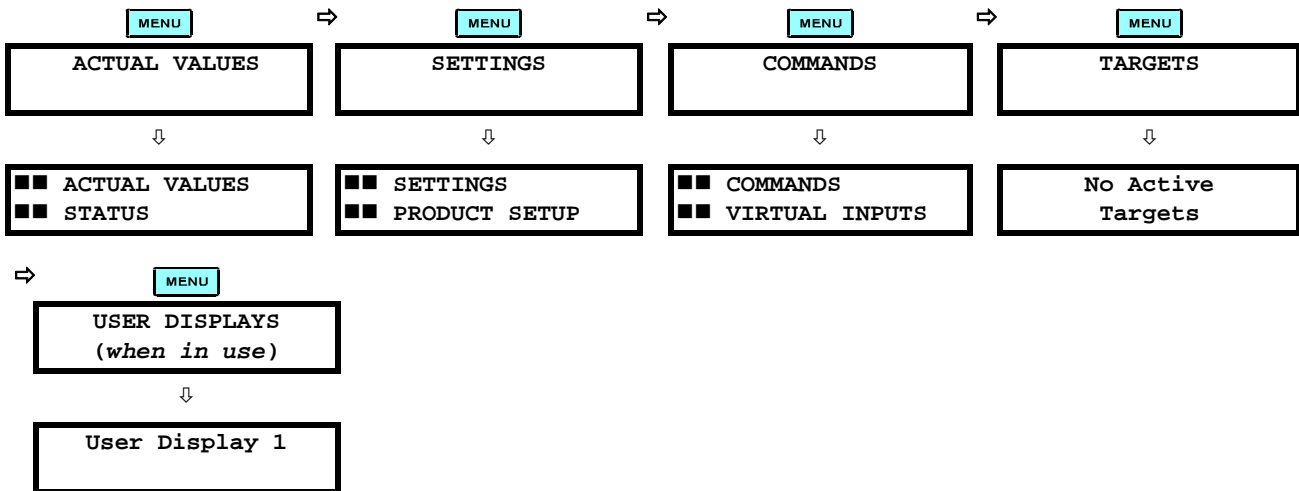 MENU ⇨ MENU ⇨ MENU ⇨ MENU
ACTUAL VALUES
SETTINGS
COMMANDS
TARGETS
⇩ ⇩ ⇩ ⇩
■■ ACTUAL VALUES
■■ STATUS
■■ SETTINGS
■■ PRODUCT SETUP
■■ COMMANDS
■■ VIRTUAL INPUTS
No Active
Targets
⇨ MENU
USER DISPLAYS
(when in use)
⇩
User Display 1